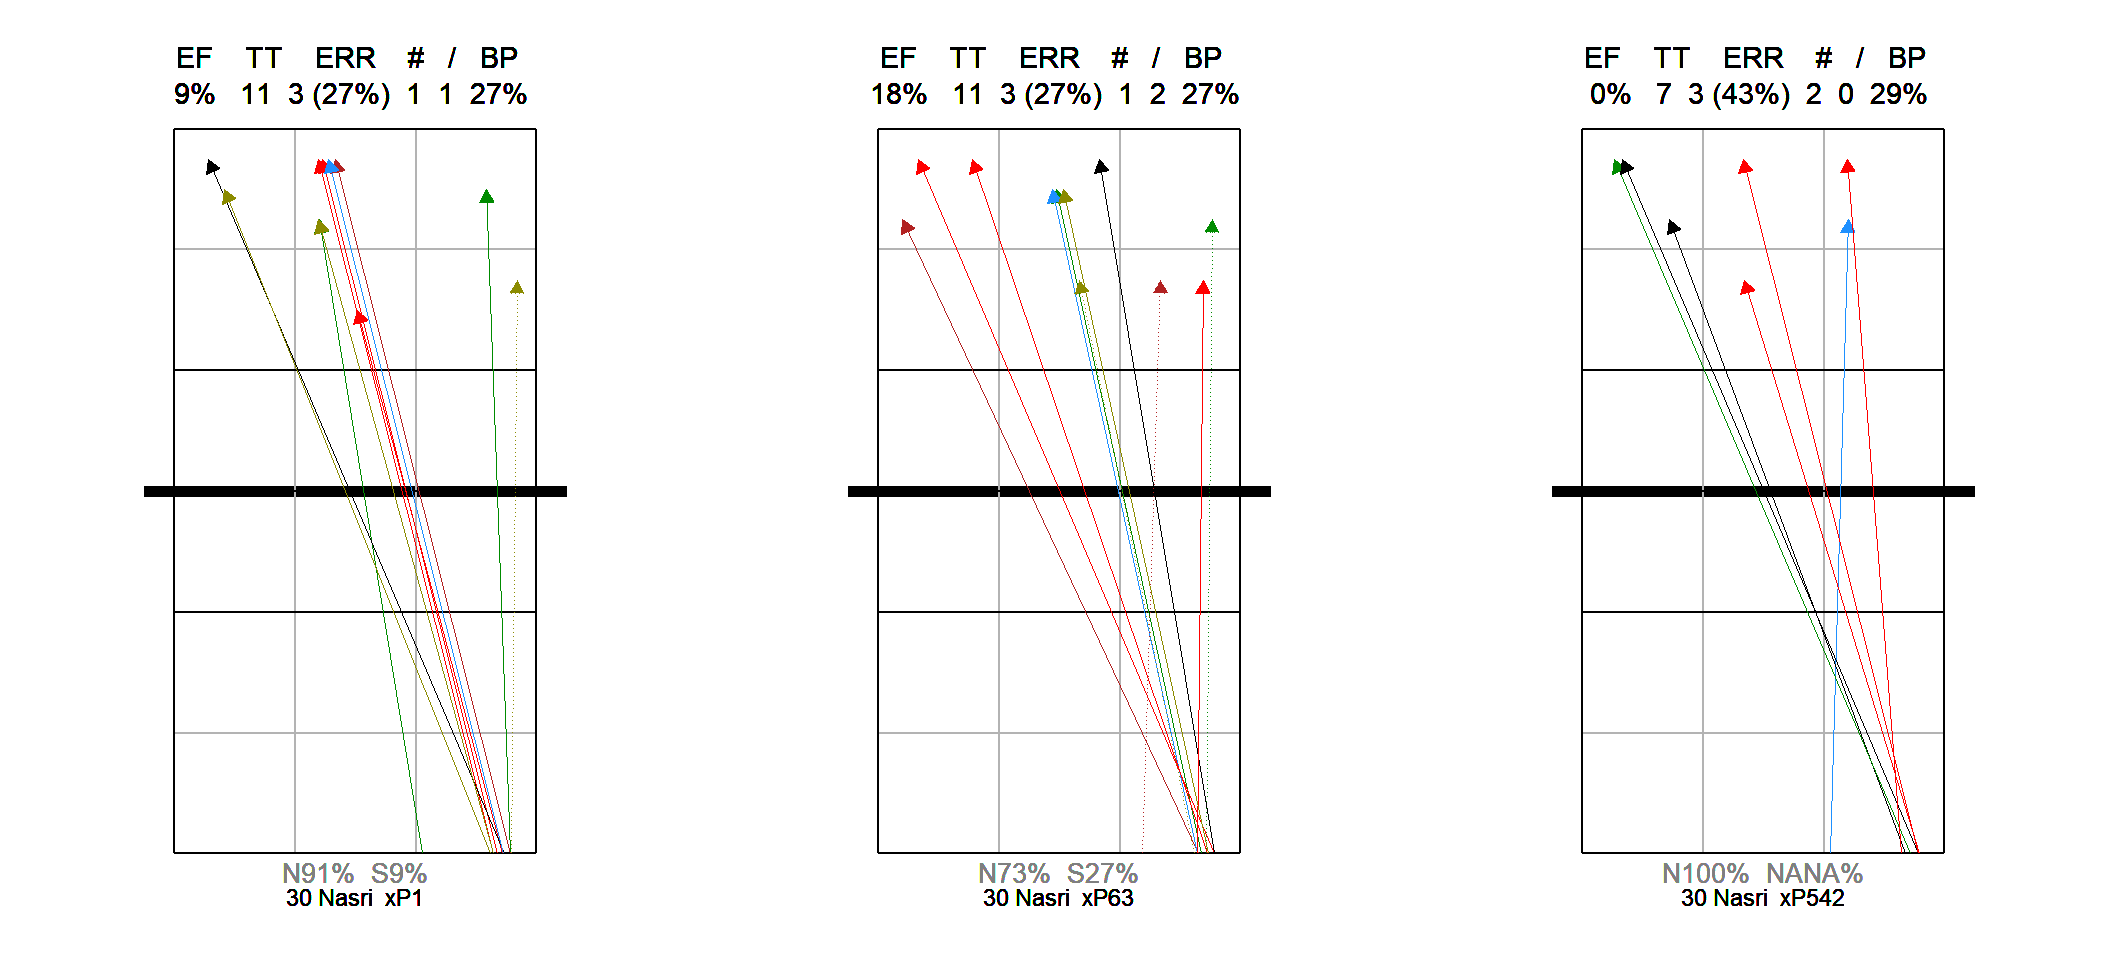 EF TT ERR # / BP
9% 11 3 (27%) 1 1 27%
N91% S9%
30 Nasri xP1
EF TT ERR # / BP
18% 11 3 (27%) 1 2 27%
N73% S27%
30 Nasri xP63
EF TT ERR # / BP
0% 7 3 (43%) 2 0 29%
N100% NANA%
30 Nasri xP542